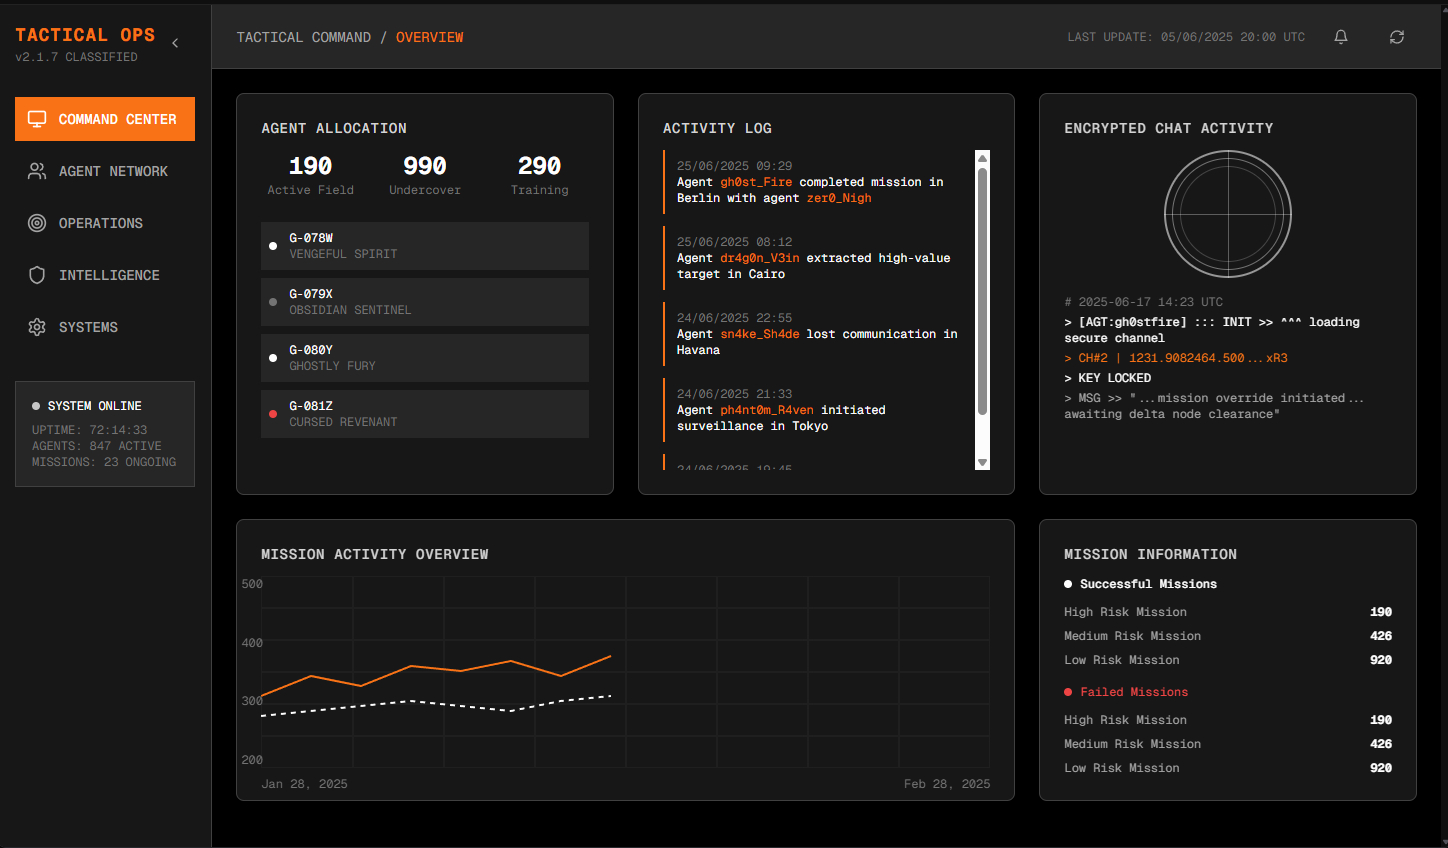 TACTICAL OPS
v2.1.7 CLASSIFIED
COMMAND CENTER
AGENT NETWORK
OPERATIONS
INTELLIGENCE
SYSTEMS
SYSTEM ONLINE
UPTIME: 72:14:33
AGENTS: 847 ACTIVE
MISSIONS: 23 ONGOING
TACTICAL COMMAND / OVERVIEW
LAST UPDATE: 05/06/2025 20:00 UTC
AGENT ALLOCATION
190 990 290
Active Field Undercover Training
G-078W
VENGEFUL SPIRIT
G-079X
OBSIDIAN SENTINEL
G-080Y
GHOSTLY FURY
G-081Z
CURSED REVENANT
ACTIVITY LOG
25/06/2025 09:29
Agent gh0st_Fire completed mission in
Berlin with agent zer0_Nigh
25/06/2025 08:12
Agent dr4g0n_V3in extracted high-value
target in Cairo
24/06/2025 22:55
Agent sn4ke_Sh4de lost communication in
Havana
24/06/2025 21:33
Agent ph4nt0m_R4ven initiated
surveillance in Tokyo
24/06/2025 19:45
ENCRYPTED CHAT ACTIVITY
# 2025-06-17 14:23 UTC
> [AGT:gh0stfire] ::: INIT >> ^^^ loading
secure channel
> CH#2 | 1231.9082464.500...xR3
> KEY LOCKED
> MSG >> "...mission override initiated...
awaiting delta node clearance"
MISSION ACTIVITY OVERVIEW
500
400
300
200
Jan 28, 2025 Feb 28, 2025
MISSION INFORMATION
Successful Missions
High Risk Mission 190
Medium Risk Mission 426
Low Risk Mission 920
Failed Missions
High Risk Mission 190
Medium Risk Mission 426
Low Risk Mission 920